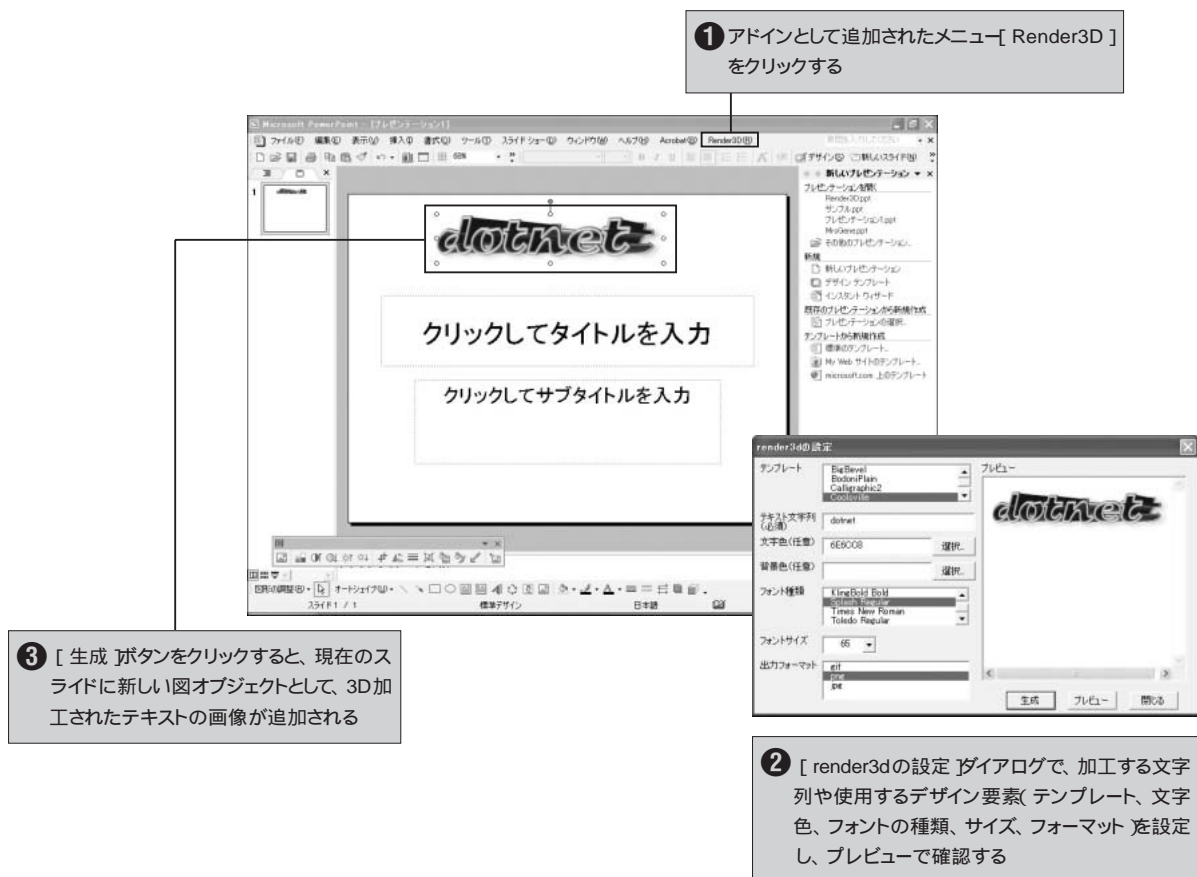 ❶ アドインとして追加されたメニュー[ Render3D ]
をクリックする
Microsoft PowerPoint - [プレゼンテーション1]
ファイル(F) 編集(E) 表示(V) 挿入(I) 書式(O) ツール(T) スライド ショー(D) ウィンドウ(W) ヘルプ(H) Acrobat(B) Render3D(R)
68%
デザイン(S) 新しいスライド(N)
新しいプレゼンテーション
プレゼンテーションを開く
Render3D.ppt
サンプル.ppt
プレゼンテーション1.ppt
その他のプレゼンテーション...
新規
新しいプレゼンテーション
デザイン テンプレート
インスタント ウィザード
既存のプレゼンテーションから新規作成
プレゼンテーションの選択...
テンプレートから新規作成
標準のテンプレート...
My Web サイトのテンプレート...
microsoft.com 上のテンプレート
1
dotnet
クリックしてタイトルを入力
クリックしてサブタイトルを入力
図
図形の調整(R) オートシェイプ(U)
スライド 1 / 1 標準デザイン 日本語
render3dの設定
テンプレート
BigBevel
BodoniPlain
Calligraphic2
Coolsville
テキスト文字列
(必須)
dotnet
文字色(任意) 6E6C08 選択...
背景色(任意) 選択...
フォント種類
KlingBold Bold
Splash Regular
Times New Roman
Toledo Regular
フォントサイズ 65
出力フォーマット
gif
png
jpg
プレビュー
dotnet
生成 プレビュー 閉じる
❸ [ 生成 ]ボタンをクリックすると、現在のス
ライドに新しい図オブジェクトとして、3D加
工されたテキストの画像が追加される
❷ [ render3dの設定 ]ダイアログで、加工する文字
列や使用するデザイン要素( テンプレート、文字
色、フォントの種類、サイズ、フォーマット )を設定
し、プレビューで確認する